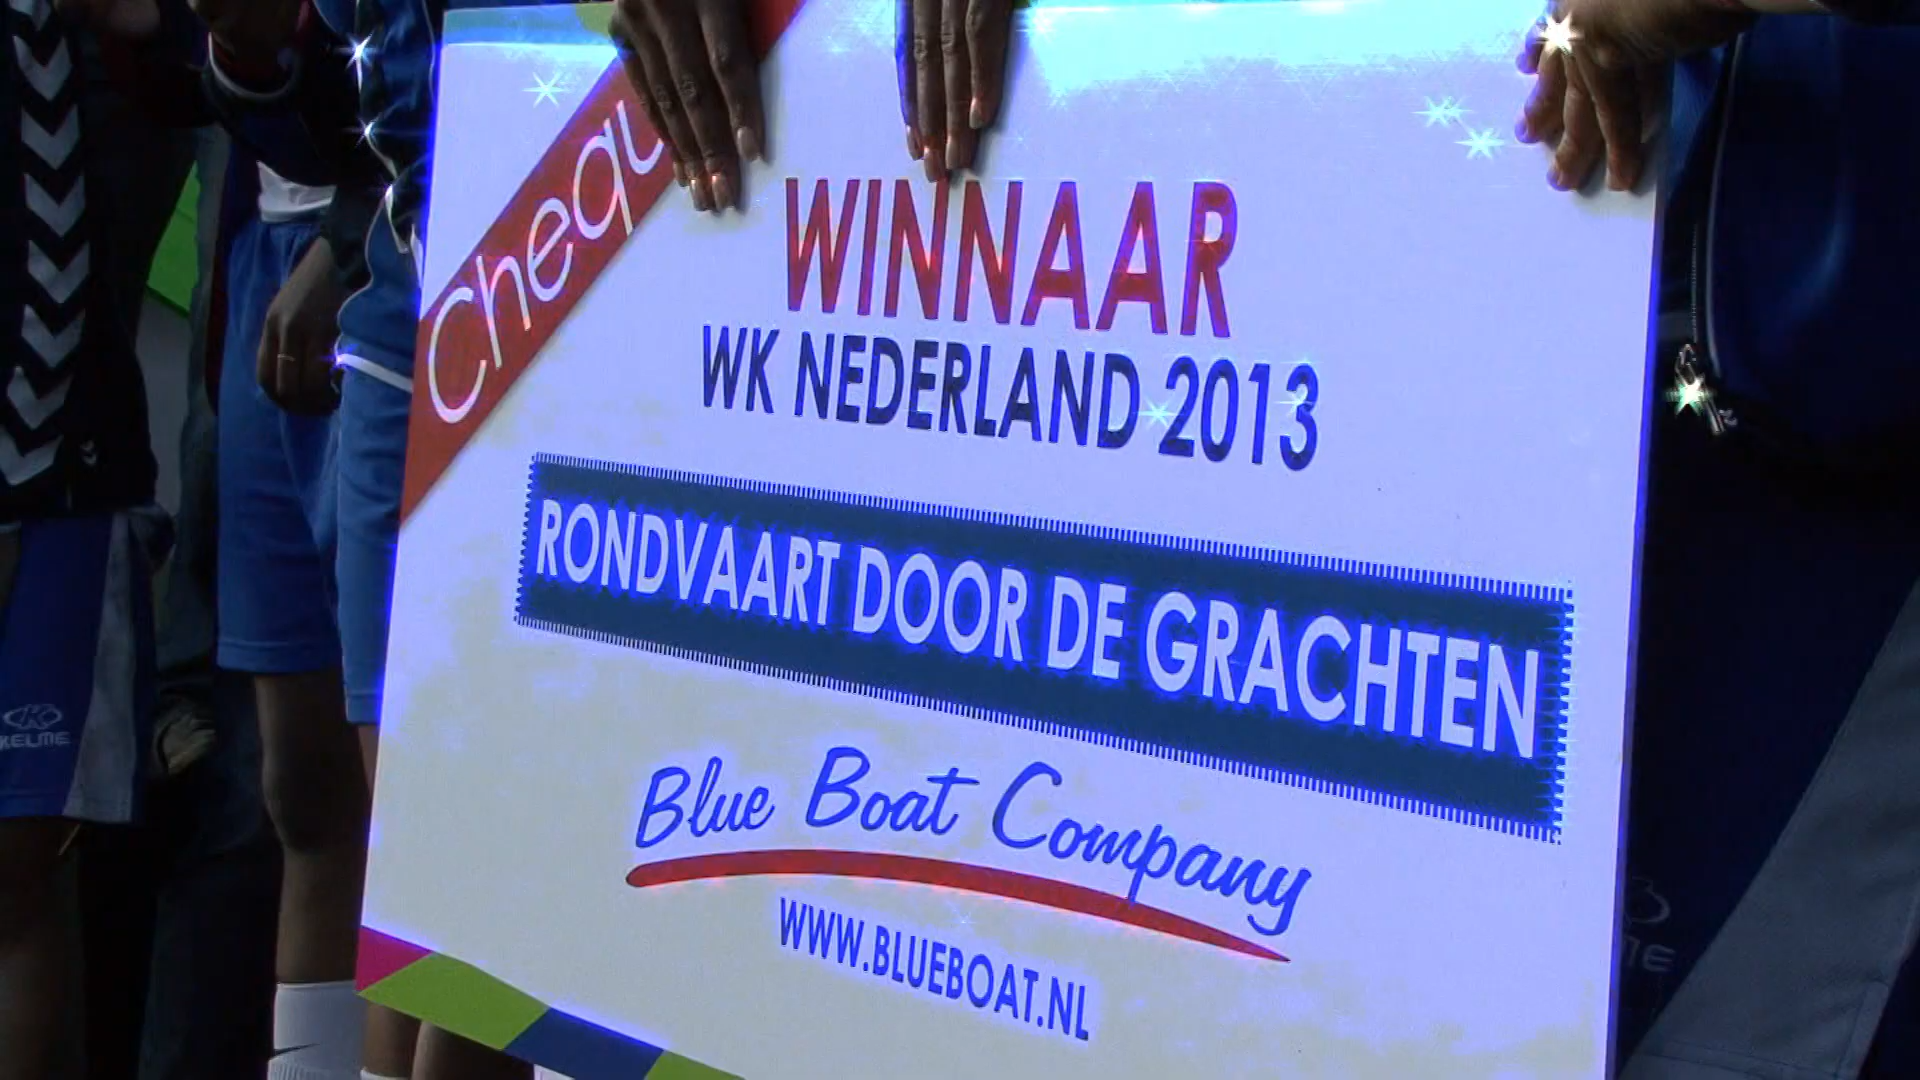 Chequ
WINNAAR
WK NEDERLAND 2013
RONDVAART DOOR DE GRACHTEN
Blue Boat Company
WWW.BLUEBOAT.NL
KELME